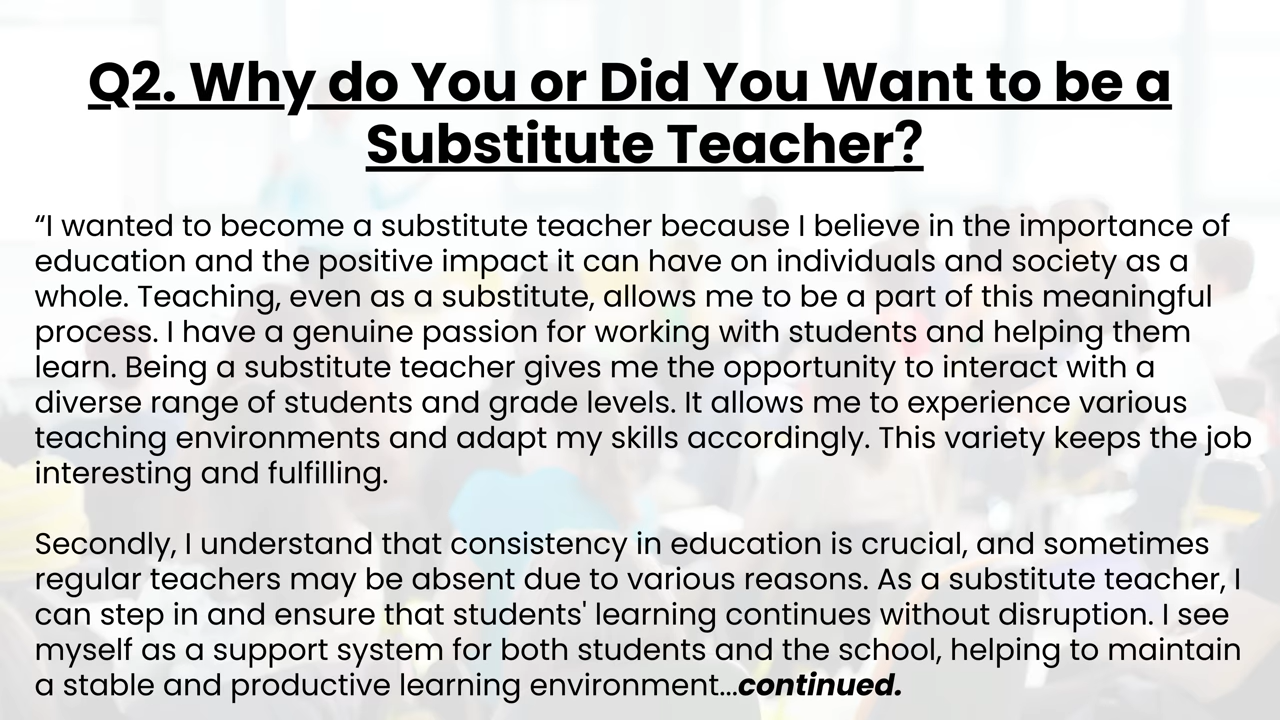 Q2. Why do You or Did You Want to be a
Substitute Teacher?
“I wanted to become a substitute teacher because I believe in the importance of
education and the positive impact it can have on individuals and society as a
whole. Teaching, even as a substitute, allows me to be a part of this meaningful
process. I have a genuine passion for working with students and helping them
learn. Being a substitute teacher gives me the opportunity to interact with a
diverse range of students and grade levels. It allows me to experience various
teaching environments and adapt my skills accordingly. This variety keeps the job
interesting and fulfilling.
Secondly, I understand that consistency in education is crucial, and sometimes
regular teachers may be absent due to various reasons. As a substitute teacher, I
can step in and ensure that students' learning continues without disruption. I see
myself as a support system for both students and the school, helping to maintain
a stable and productive learning environment...continued.